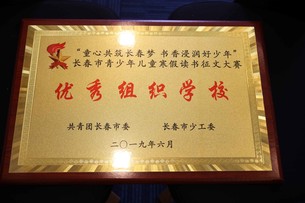 “童心共筑长春梦 书香浸润好少年”
长春市青少年儿童寒假读书征文大赛
优秀组织学校
共青团长春市委 长春市少工委
二〇一九年六月